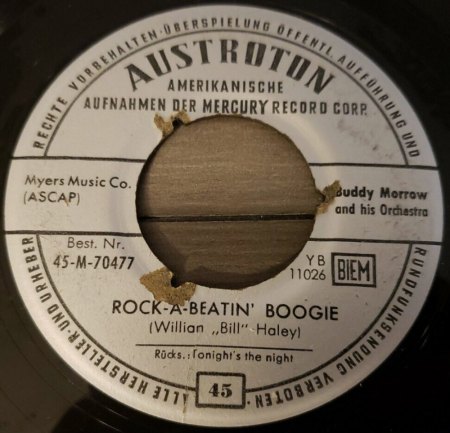 RECHTE VORBEHALTEN·ÜBERSPIELUNG ÖFFENTL. AUFFÜHRUNG UND
AUSTROTON
AMERIKANISCHE
AUFNAHMEN DER MERCURY RECORD CORP.
Myers Music Co.
(ASCAP)
Buddy Morrow
and his Orchestra
Best. Nr.
45-M-70477
YB
11026
BIEM
ROCK-A-BEATIN' BOOGIE
(Willian „Bill" Haley)
Rücks.: Tonight's the night
45
ALLE HERSTELLER-UND URHEBER
RUNDFUNKSENDUNG VERBOTEN·